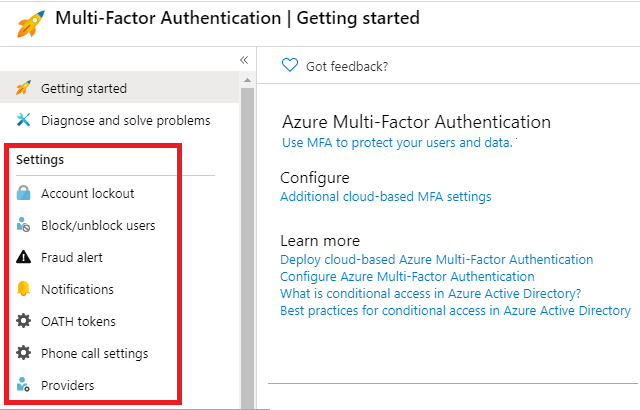 Multi-Factor Authentication | Getting started
«
Got feedback?
Getting started
Diagnose and solve problems
Settings
Account lockout
Block/unblock users
Fraud alert
Notifications
OATH tokens
Phone call settings
Providers
Azure Multi-Factor Authentication
Use MFA to protect your users and data.
Configure
Additional cloud-based MFA settings
Learn more
Deploy cloud-based Azure Multi-Factor Authentication
Configure Azure Multi-Factor Authentication
What is conditional access in Azure Active Directory?
Best practices for conditional access in Azure Active Directory